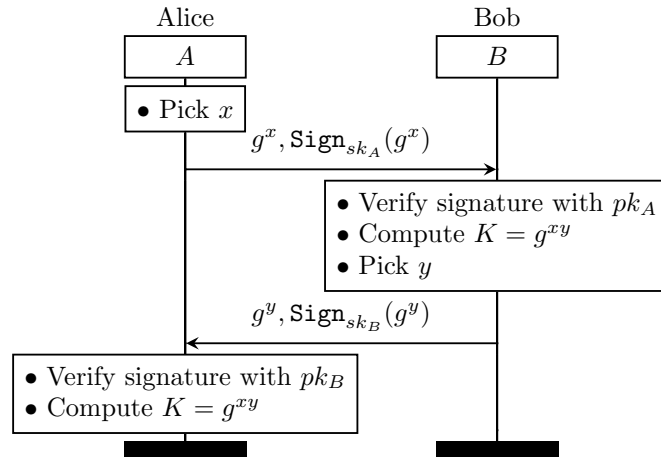 Alice Bob
A B
• Pick x
g^x, Sign_{sk_A}(g^x)
• Verify signature with pk_A
• Compute K = g^{xy}
• Pick y
g^y, Sign_{sk_B}(g^y)
• Verify signature with pk_B
• Compute K = g^{xy}